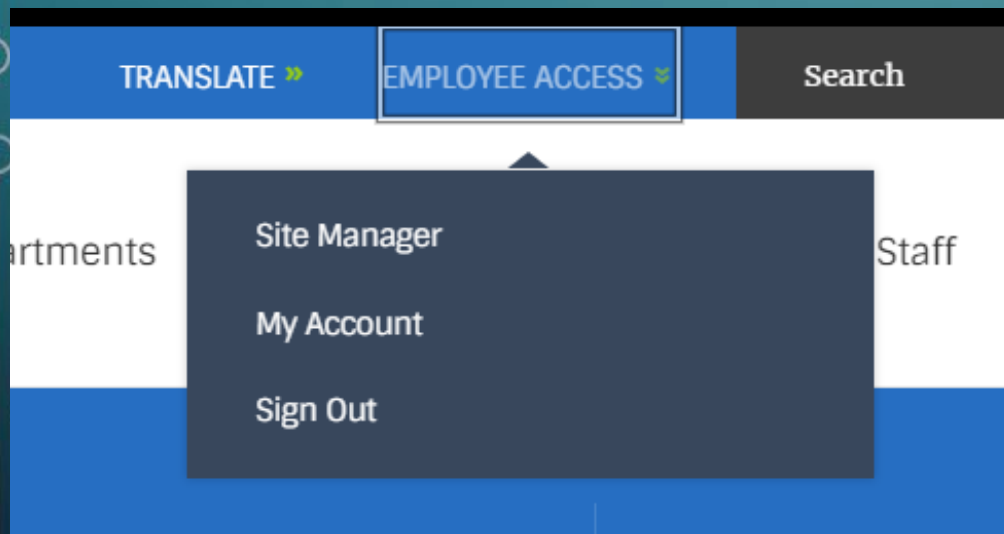 TRANSLATE » EMPLOYEE ACCESS Search
artments Staff
Site Manager
My Account
Sign Out